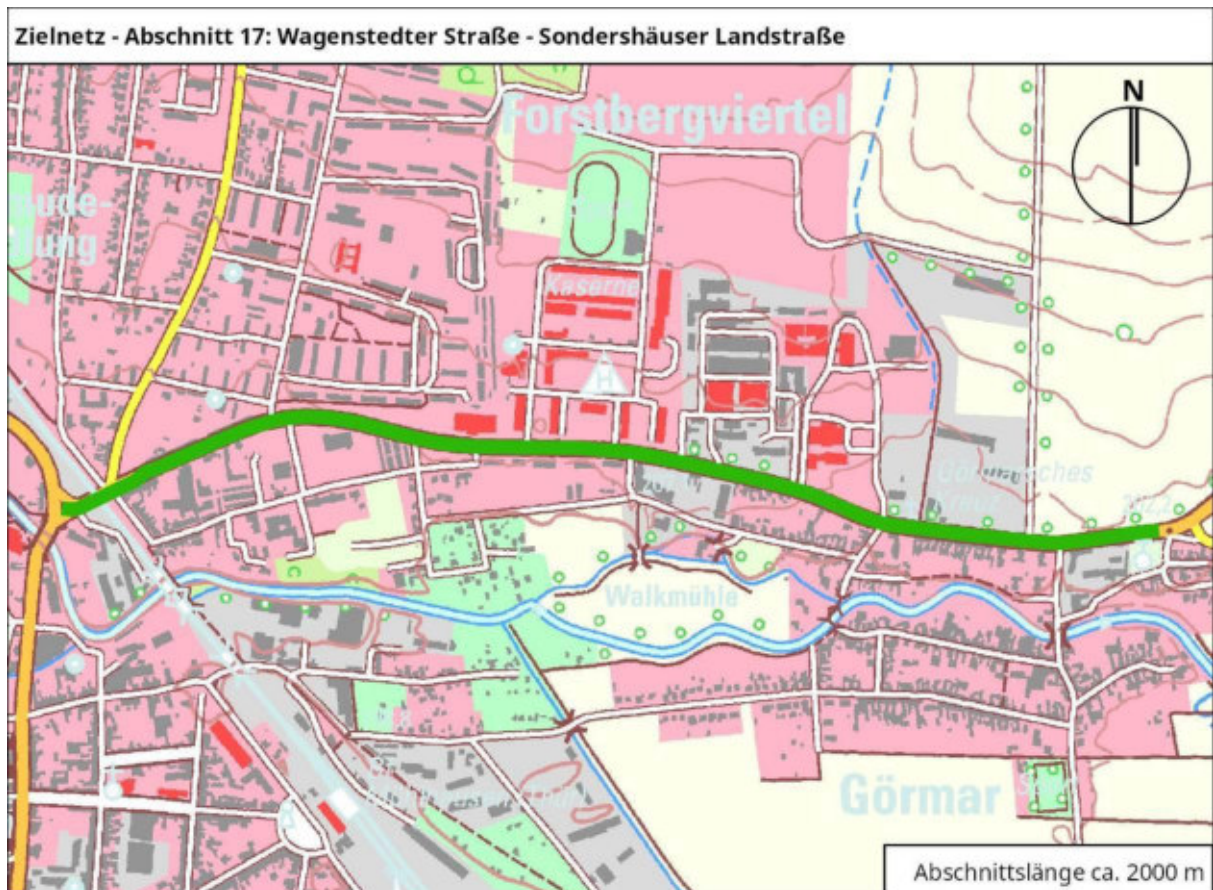 Zielnetz - Abschnitt 17: Wagenstedter Straße - Sondershäuser Landstraße
N
Forstbergviertel
Kaserne
H
Walkmühle
Görmar
Abschnittslänge ca. 2000 m